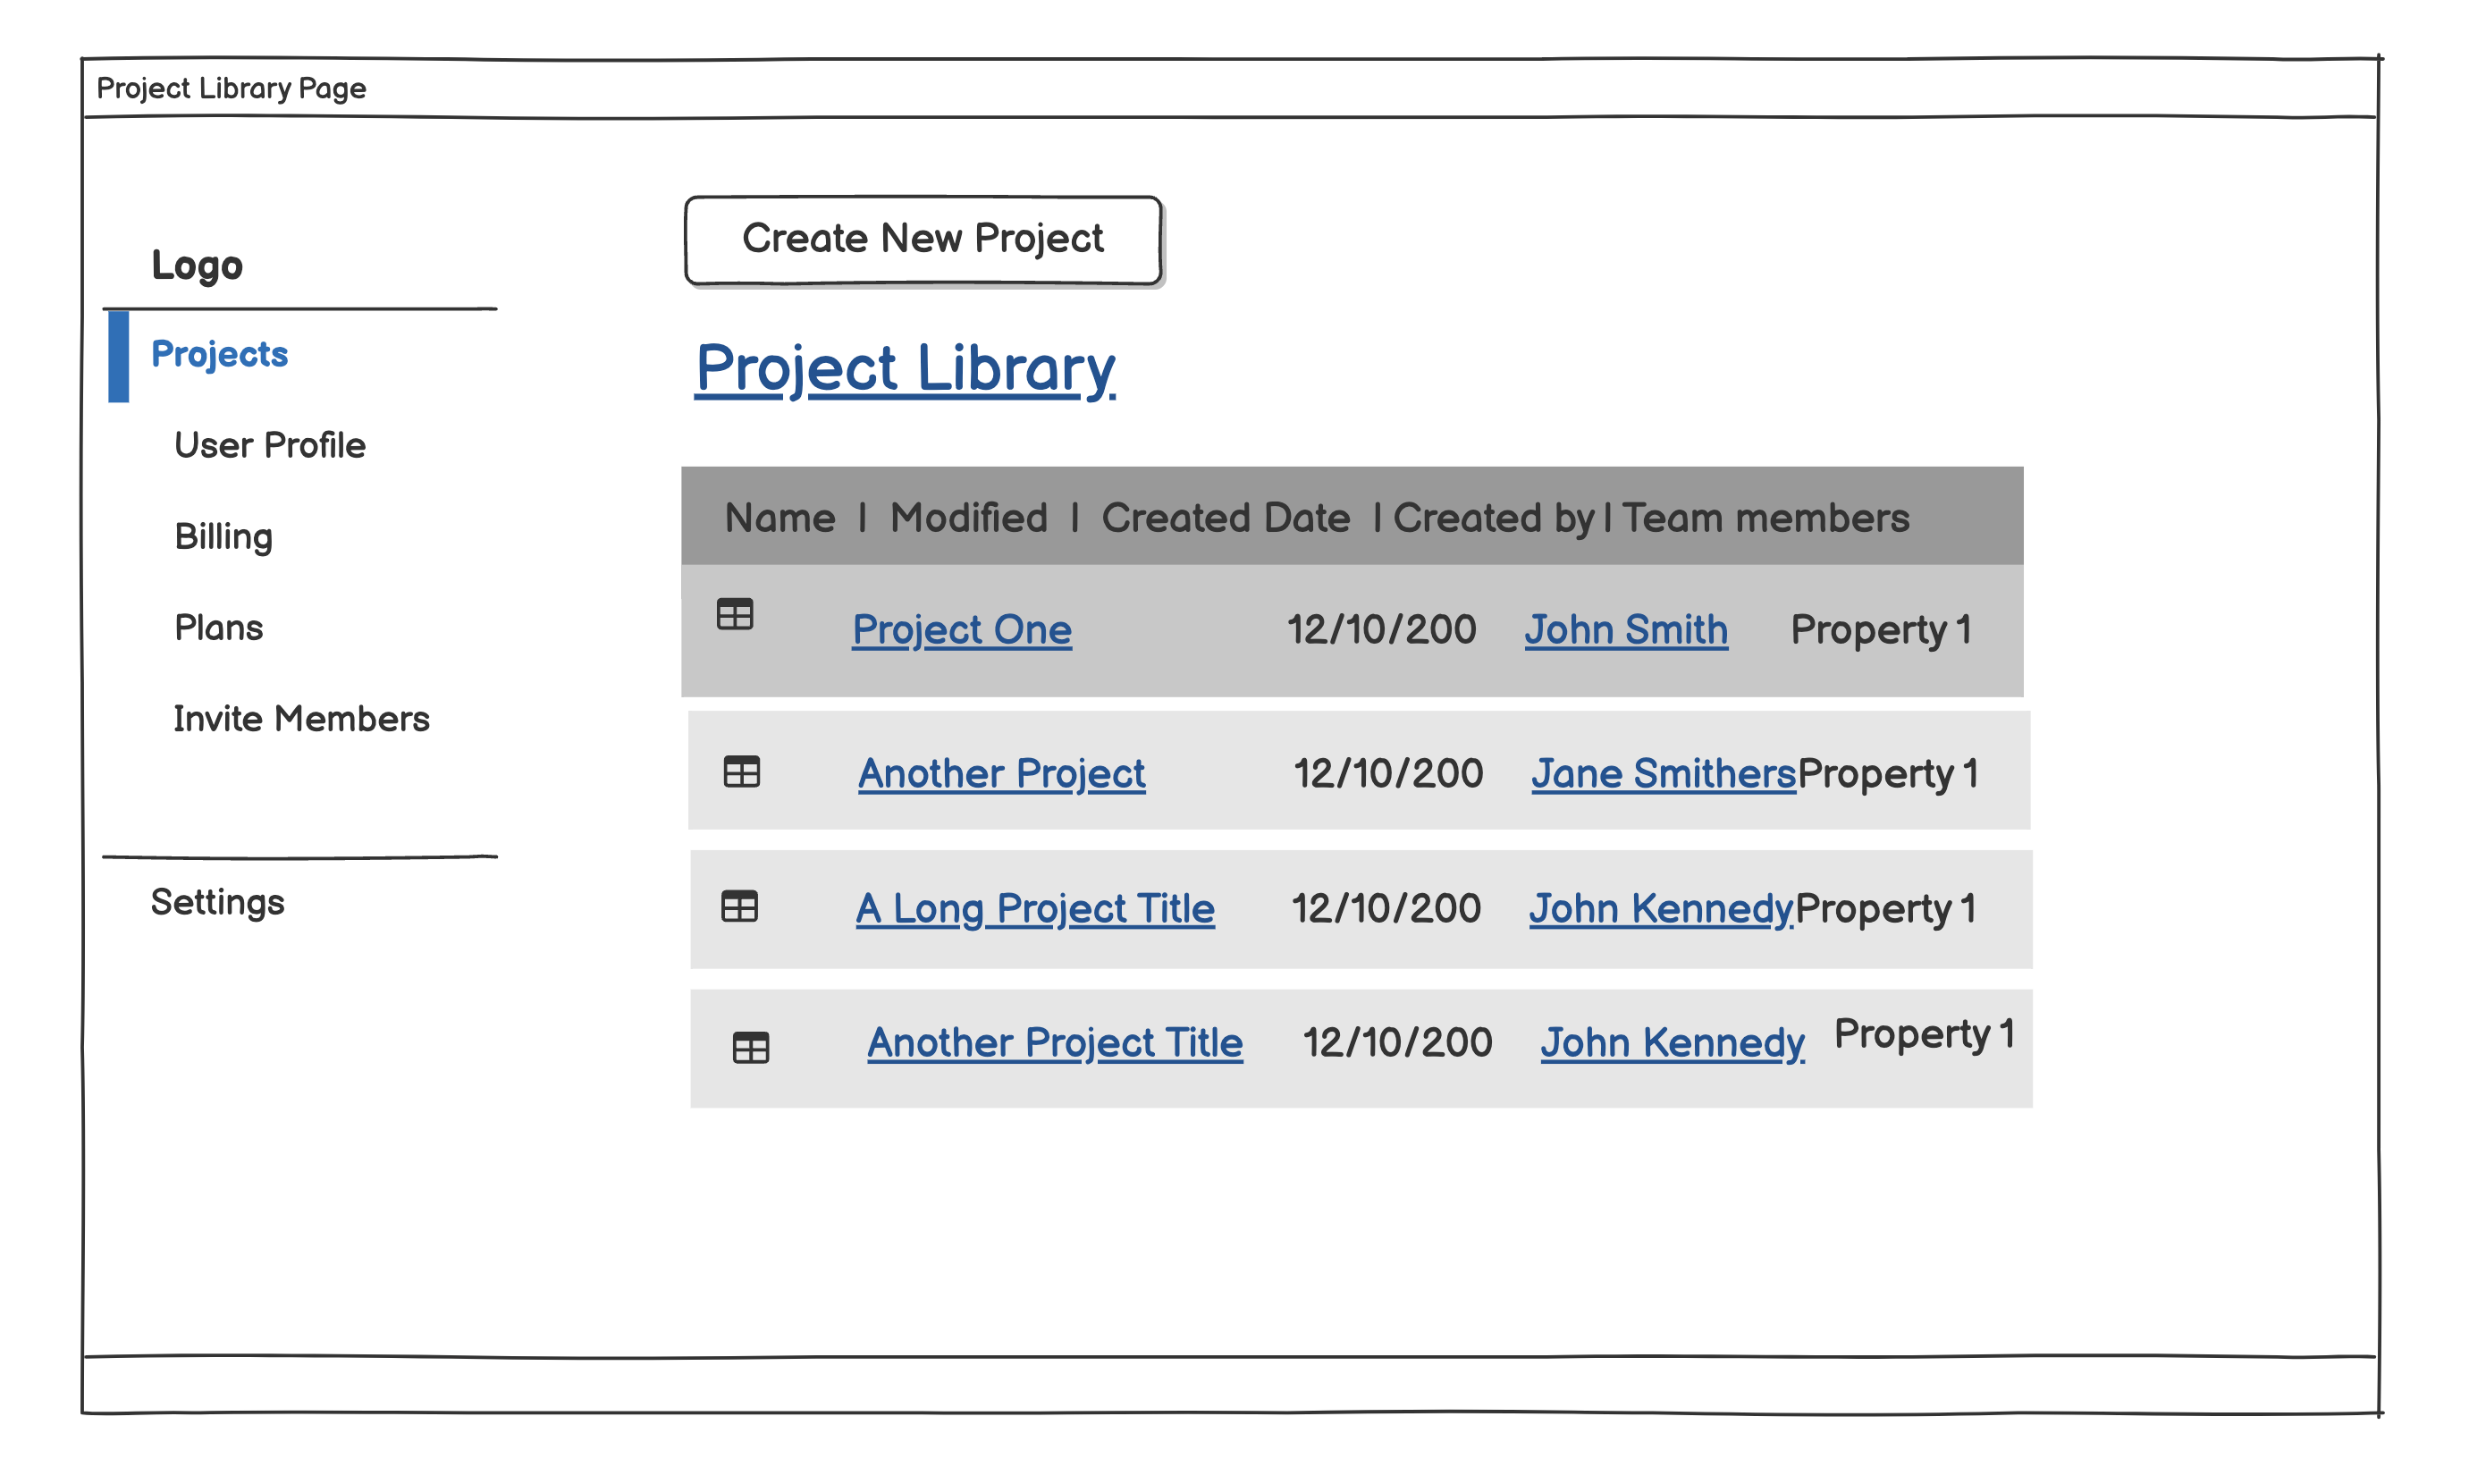 Project Library Page
Logo
Projects
User Profile
Billing
Plans
Invite Members
Settings
Create New Project
Project Library
Name | Modified | Created Date | Created by | Team members
Project One 12/10/200 John Smith Property 1
Another Project 12/10/200 Jane Smithers Property 1
A Long Project Title 12/10/200 John Kennedy Property 1
Another Project Title 12/10/200 John Kennedy Property 1